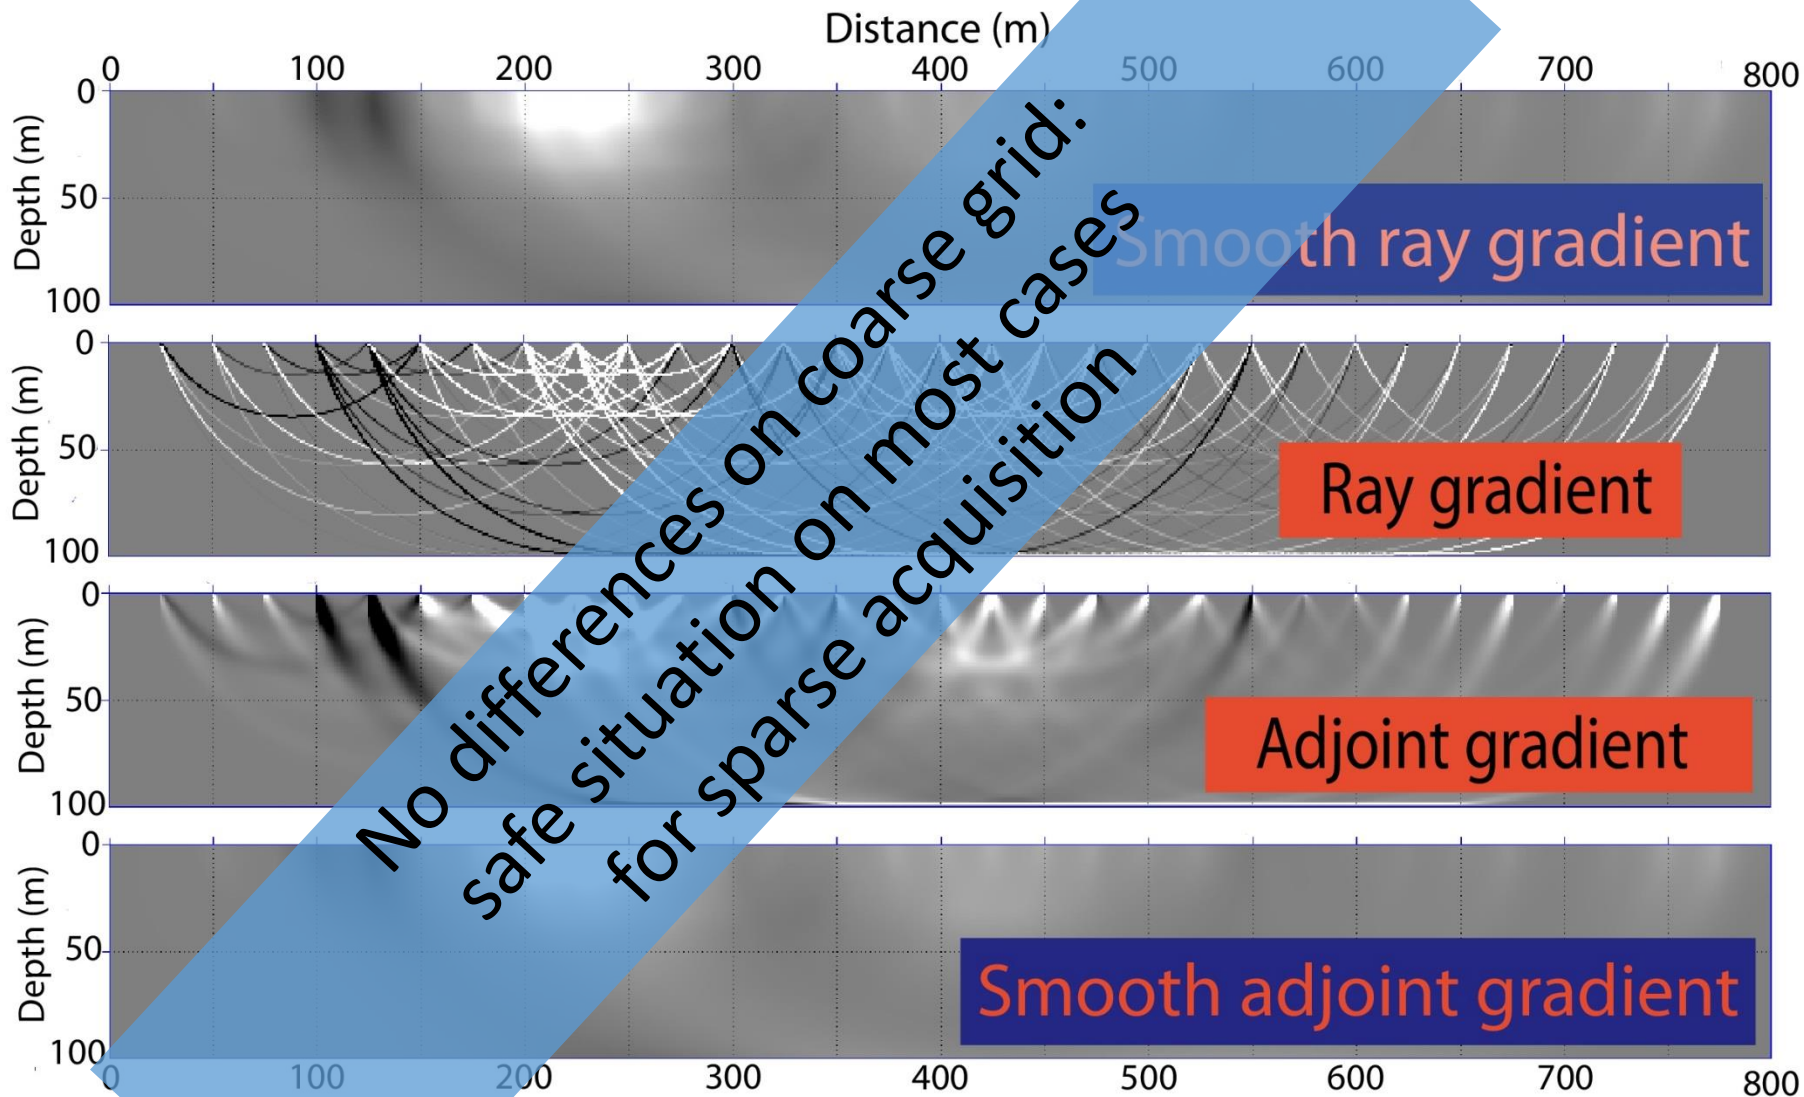 Distance (m)
0 100 200 300 400 500 600 700 800
Depth (m)
0
50
100
Smooth ray gradient
Depth (m)
0
50
100
Ray gradient
Depth (m)
0
50
100
Adjoint gradient
Depth (m)
0
50
100
Smooth adjoint gradient
0 100 200 300 400 500 600 700 800
No differences on coarse grid:
safe situation on most cases
for sparse acquisition